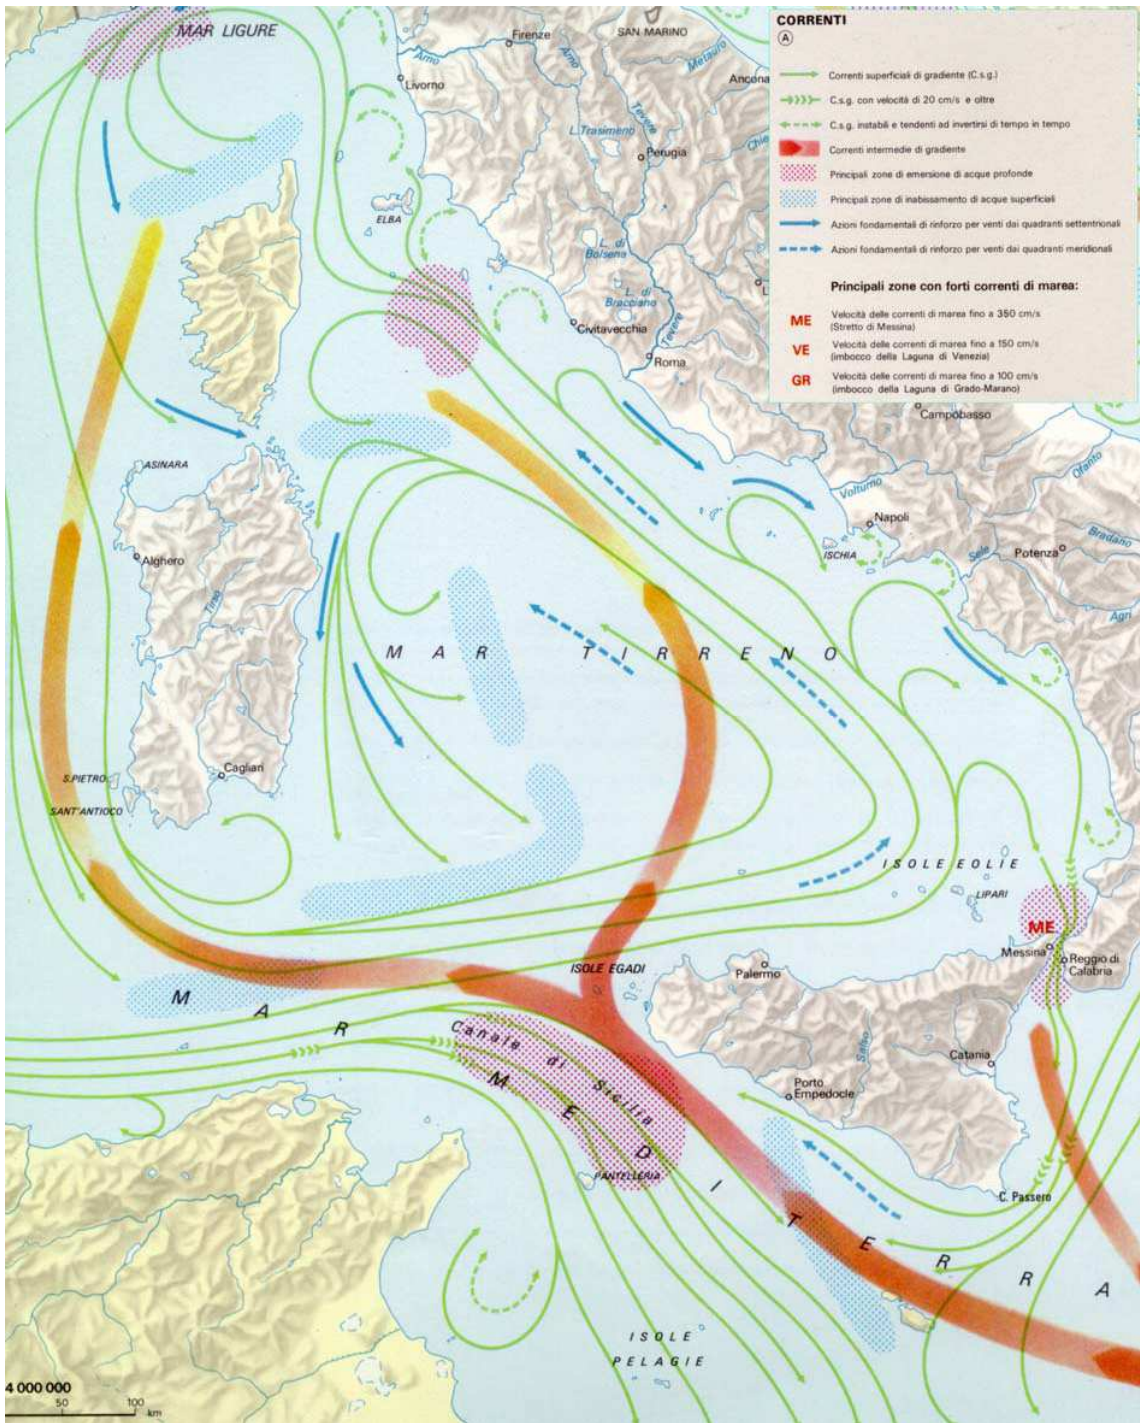 MAR LIGURE
Firenze
SAN MARINO
Arno
Arno
Metauro
Livorno
Ancona
Tevere
L. Trasimeno
Perugia
Chie
ELBA
L. di
Bolsena
L. di
Bracciano
Civitavecchia
Tevere
Roma
CORRENTI
A
Correnti superficiali di gradiente (C.s.g.)
C.s.g. con velocità di 20 cm/s e oltre
C.s.g. instabili e tendenti ad invertirsi di tempo in tempo
Correnti intermedie di gradiente
Principali zone di emersione di acque profonde
Principali zone di inabissamento di acque superficiali
Azioni fondamentali di rinforzo per venti dai quadranti settentrionali
Azioni fondamentali di rinforzo per venti dai quadranti meridionali
Principali zone con forti correnti di marea:
ME Velocità delle correnti di marea fino a 350 cm/s
(Stretto di Messina)
VE Velocità delle correnti di marea fino a 150 cm/s
(imbocco della Laguna di Venezia)
GR Velocità delle correnti di marea fino a 100 cm/s
(imbocco della Laguna di Grado-Marano)
L
Campobasso
ASINARA
Ofanto
Volturno
Napoli
Alghero
ISCHIA
Sele
Potenza
Bradano
Tirso
Agri
MAR TIRRENO
S.PIETRO
Cagliari
SANT'ANTIOCO
ISOLE EOLIE
LIPARI
ME
Messina
Reggio di
Calabria
ISOLE EGADI
Palermo
MAR MEDITERRA
Canale di Sicilia
Salso
Catania
Porto
Empedocle
PANTELLERIA
C. Passero
ISOLE
PELAGIE
4 000 000
50 100
km